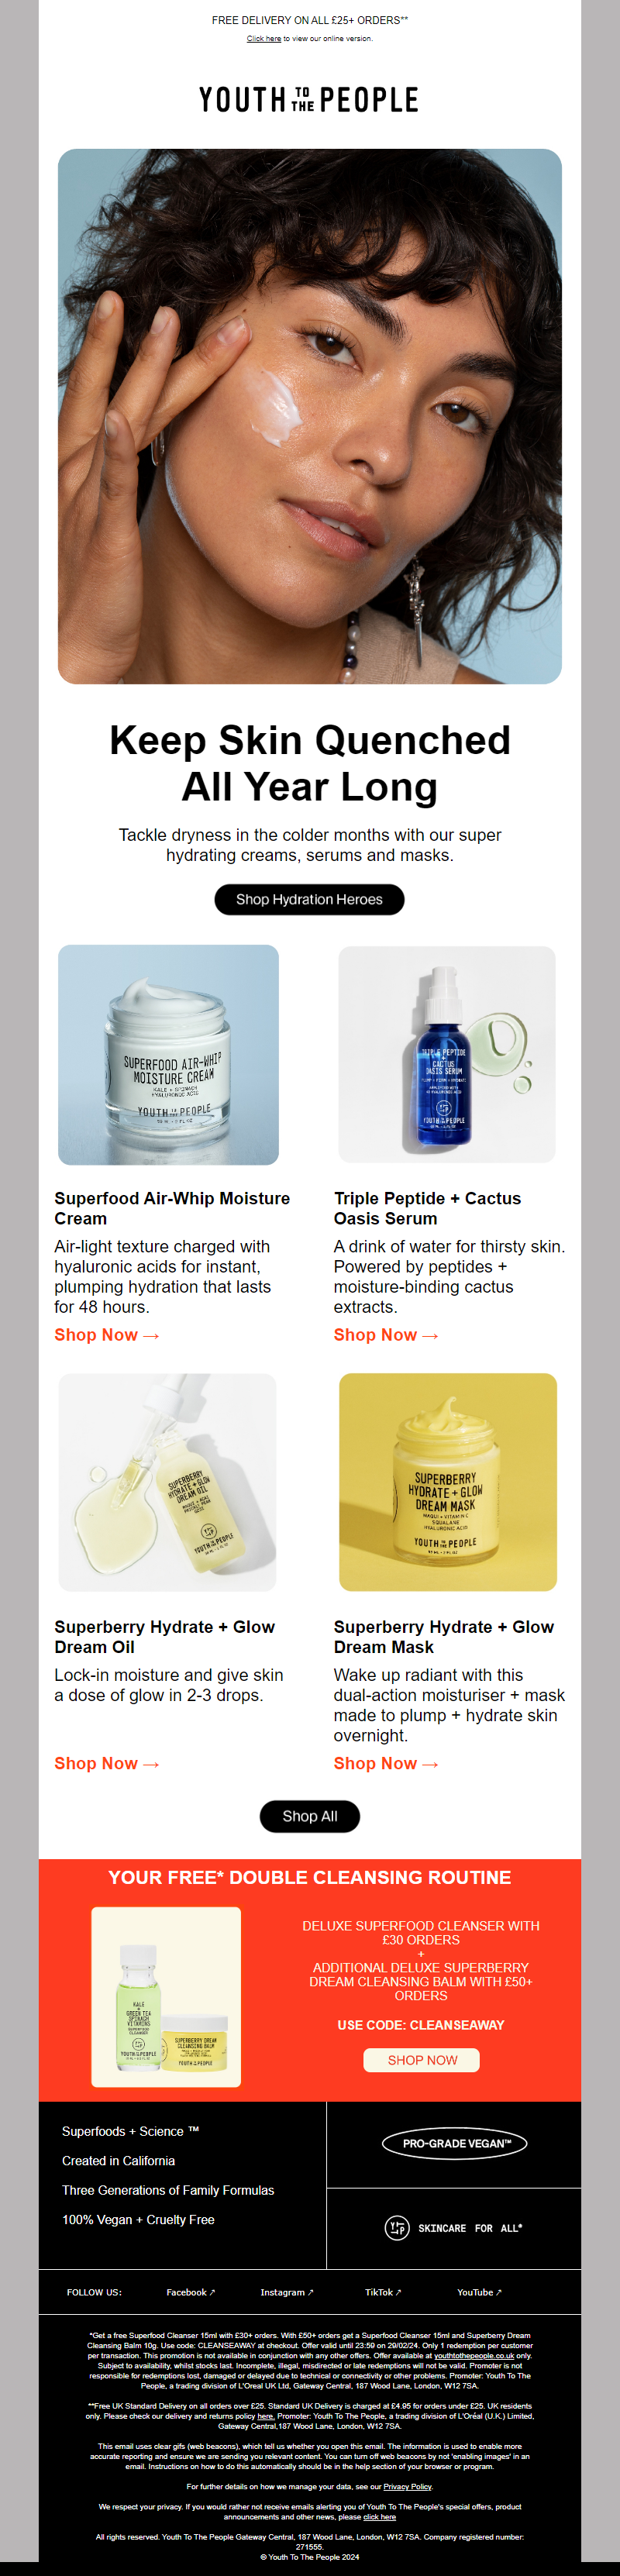 FREE DELIVERY ON ALL £25+ ORDERS**
Click here to view our online version.
YOUTH TO THE PEOPLE
Keep Skin Quenched
All Year Long
Tackle dryness in the colder months with our super
hydrating creams, serums and masks.
Shop Hydration Heroes
SUPERFOOD AIR-WHIP
MOISTURE CREAM
KALE + SPINACH
HYALURONIC ACID
YOUTH TO THE PEOPLE
59 ML - 2 FL OZ
TRIPLE PEPTIDE
+
CACTUS
OASIS SERUM
PLUMP + FIRM + HYDRATE
YOUTH TO THE PEOPLE
Superfood Air-Whip Moisture
Cream
Air-light texture charged with
hyaluronic acids for instant,
plumping hydration that lasts
for 48 hours.
Shop Now →
Triple Peptide + Cactus
Oasis Serum
A drink of water for thirsty skin.
Powered by peptides +
moisture-binding cactus
extracts.
Shop Now →
SUPERBERRY
HYDRATE + GLOW
DREAM OIL
YOUTH TO THE PEOPLE
SUPERBERRY
HYDRATE + GLOW
DREAM MASK
MAQUI + VITAMIN C
SQUALANE
HYALURONIC ACID
YOUTH TO THE PEOPLE
59 ML - 2 FL OZ
Superberry Hydrate + Glow
Dream Oil
Lock-in moisture and give skin
a dose of glow in 2-3 drops.
Shop Now →
Superberry Hydrate + Glow
Dream Mask
Wake up radiant with this
dual-action moisturiser + mask
made to plump + hydrate skin
overnight.
Shop Now →
Shop All
YOUR FREE* DOUBLE CLEANSING ROUTINE
KALE
+
GREEN TEA
SPINACH
VITAMINS
SUPERFOOD
CLEANSER
YOUTH TO THE PEOPLE
SUPERBERRY DREAM
CLEANSING BALM
YOUTH TO THE PEOPLE
DELUXE SUPERFOOD CLEANSER WITH
£30 ORDERS
+
ADDITIONAL DELUXE SUPERBERRY
DREAM CLEANSING BALM WITH £50+
ORDERS
USE CODE: CLEANSEAWAY
SHOP NOW
Superfoods + Science ™
Created in California
Three Generations of Family Formulas
100% Vegan + Cruelty Free
PRO-GRADE VEGAN™
YTTP SKINCARE FOR ALL®
FOLLOW US: Facebook ↗ Instagram ↗ TikTok ↗ YouTube ↗
*Get a free Superfood Cleanser 15ml with £30+ orders. With £50+ orders get a Superfood Cleanser 15ml and Superberry Dream
Cleansing Balm 10g. Use code: CLEANSEAWAY at checkout. Offer valid until 23:59 on 29/02/24. Only 1 redemption per customer
per transaction. This promotion is not available in conjunction with any other offers. Offer available at youthtothepeople.co.uk only.
Subject to availability, whilst stocks last. Incomplete, illegal, misdirected or late redemptions will not be valid. Promoter is not
responsible for redemptions lost, damaged or delayed due to technical or connectivity or other problems. Promoter: Youth To The
People, a trading division of L'Oreal UK Ltd, Gateway Central, 187 Wood Lane, London, W12 7SA.
**Free UK Standard Delivery on all orders over £25. Standard UK Delivery is charged at £4.95 for orders under £25. UK residents
only. Please check our delivery and returns policy here. Promoter: Youth To The People, a trading division of L'Oréal (U.K.) Limited,
Gateway Central,187 Wood Lane, London, W12 7SA.
This email uses clear gifs (web beacons), which tell us whether you open this email. The information is used to enable more
accurate reporting and ensure we are sending you relevant content. You can turn off web beacons by not 'enabling images' in an
email. Instructions on how to do this automatically should be in the help section of your browser or program.
For further details on how we manage your data, see our Privacy Policy.
We respect your privacy. If you would rather not receive emails alerting you of Youth To The People's special offers, product
announcements and other news, please click here
All rights reserved. Youth To The People Gateway Central, 187 Wood Lane, London, W12 7SA. Company registered number:
271555.
© Youth To The People 2024